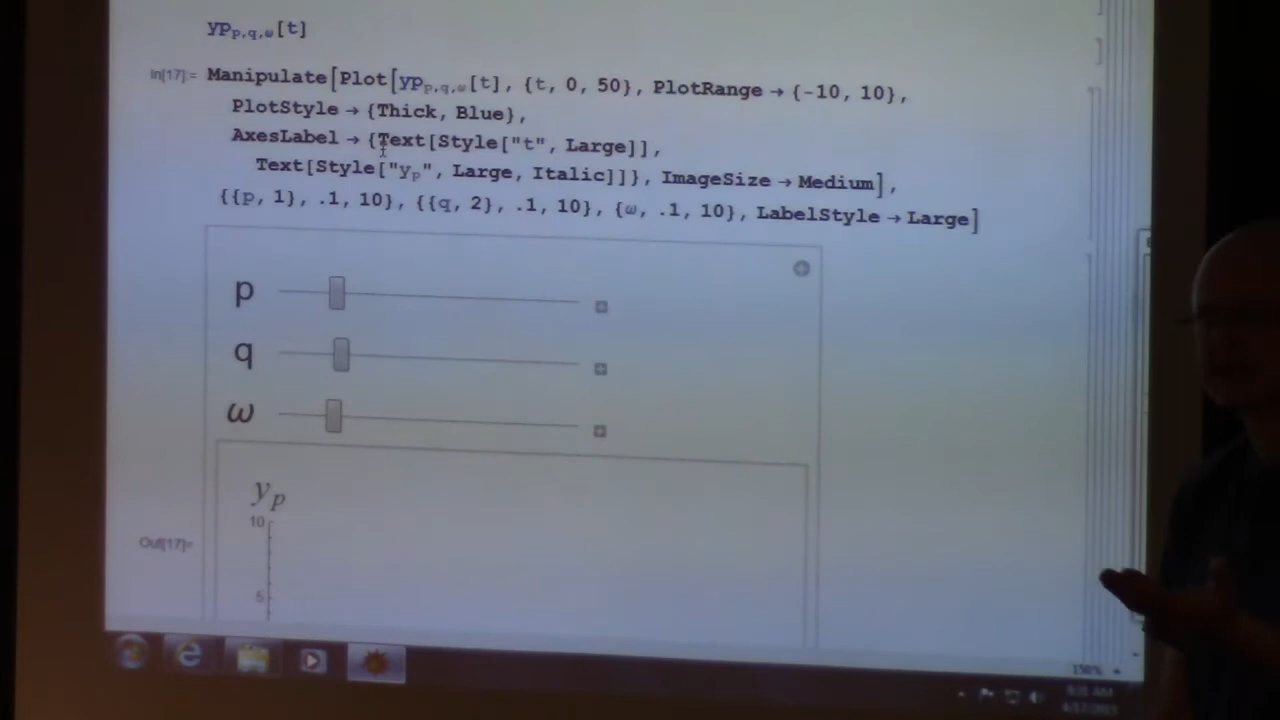 yp p,q,ω[t]
In[17]:= Manipulate[Plot[yp p,q,ω[t], {t, 0, 50}, PlotRange → {-10, 10},
PlotStyle → {Thick, Blue},
AxesLabel → {Text[Style["t", Large]],
Text[Style["yp", Large, Italic]]}, ImageSize → Medium],
{{p, 1}, .1, 10}, {{q, 2}, .1, 10}, {ω, .1, 10}, LabelStyle → Large]
p
q
ω
yp
10
Out[17]=
5
150%